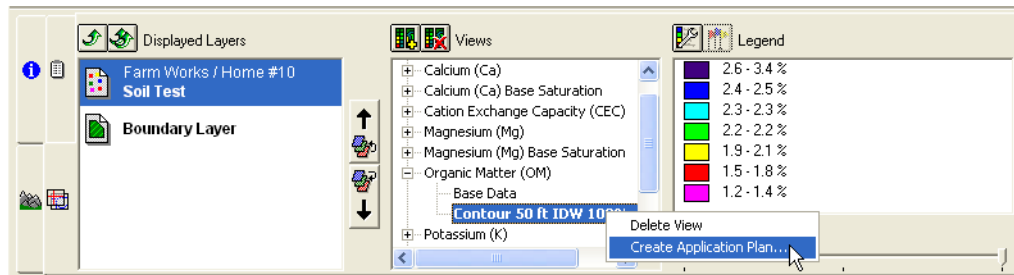 Displayed Layers
Farm Works / Home #10
Soil Test
Boundary Layer
Views
Calcium (Ca)
Calcium (Ca) Base Saturation
Cation Exchange Capacity (CEC)
Magnesium (Mg)
Magnesium (Mg) Base Saturation
Organic Matter (OM)
Base Data
Contour 50 ft IDW
Potassium (K)
Delete View
Create Application Plan...
Legend
2.6 - 3.4 %
2.4 - 2.5 %
2.3 - 2.3 %
2.2 - 2.2 %
1.9 - 2.1 %
1.5 - 1.8 %
1.2 - 1.4 %